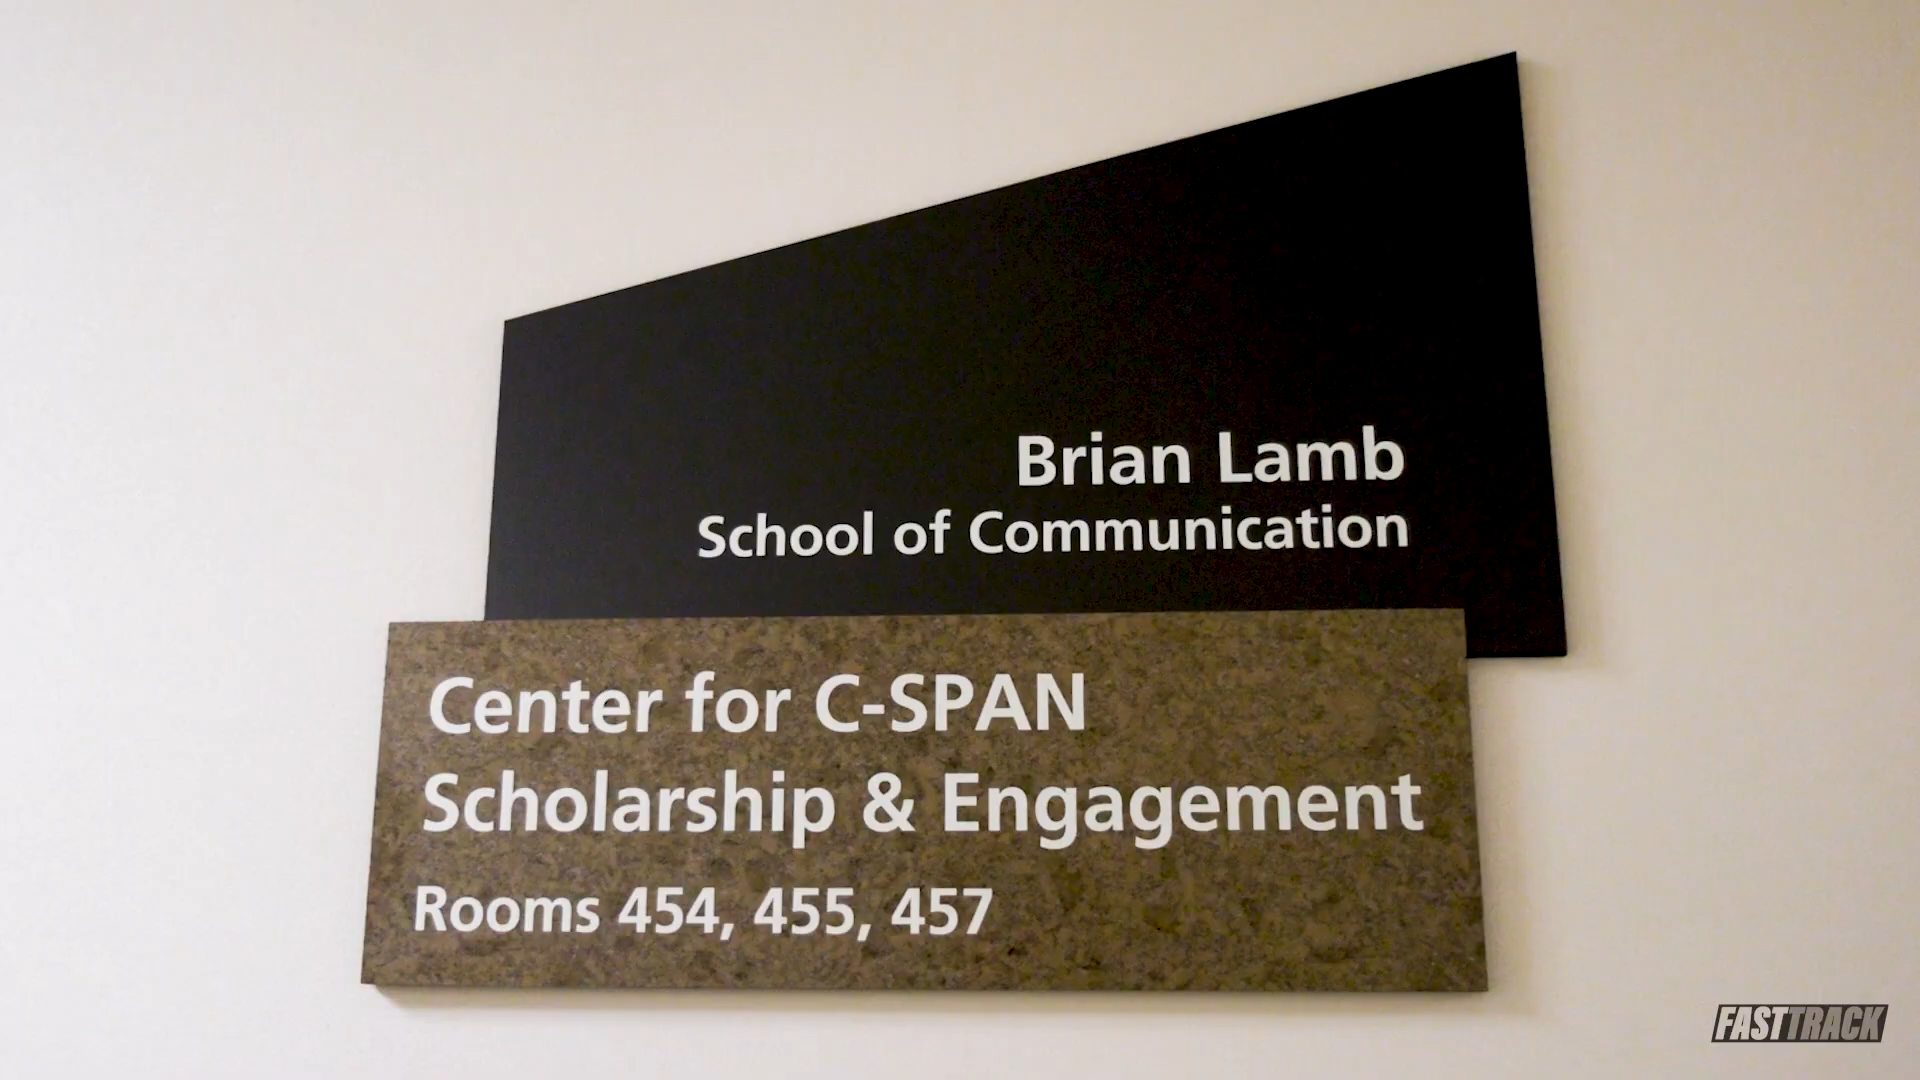 Brian Lamb
School of Communication
Center for C-SPAN
Scholarship & Engagement
Rooms 454, 455, 457
FASTTRACK